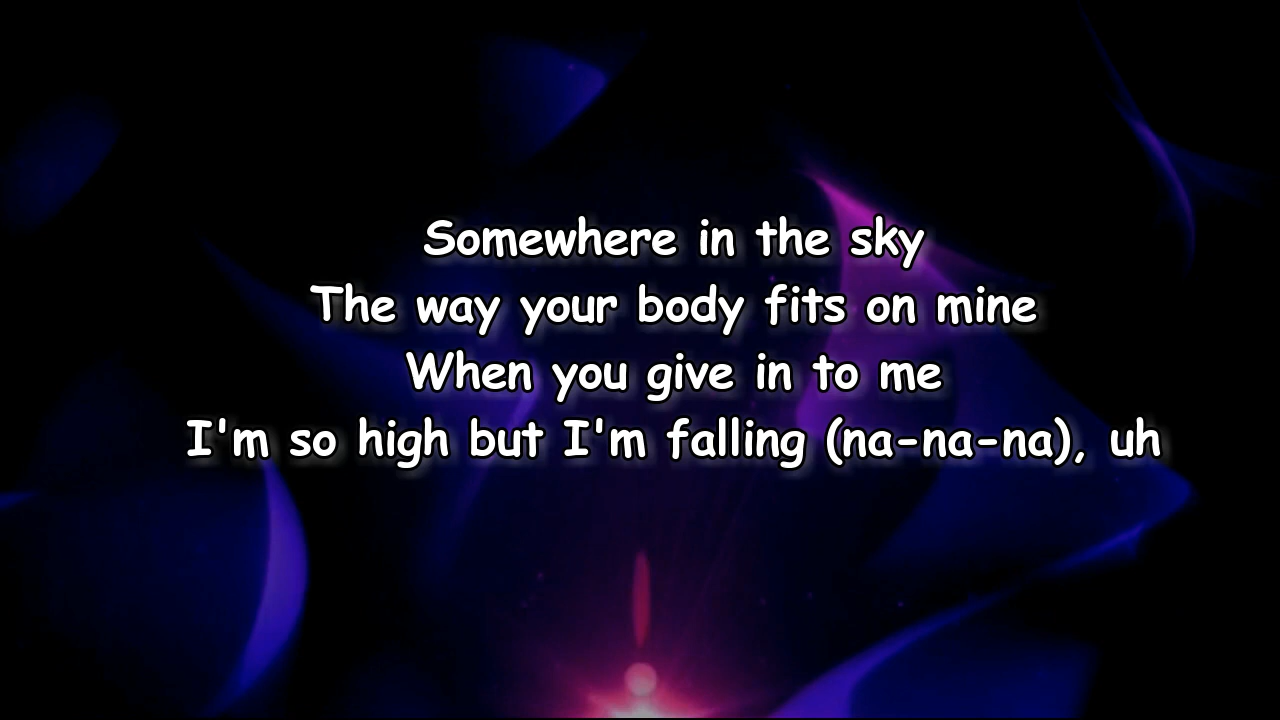 Somewhere in the sky
The way your body fits on mine
When you give in to me
I'm so high but I'm falling (na-na-na), uh